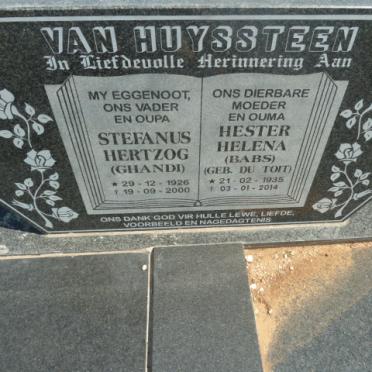 VAN HUYSSTEEN
In Liefdevolle Herinnering Aan
MY EGGENOOT,
ONS VADER
EN OUPA
STEFANUS
HERTZOG
(GHANDI)
★ 29 - 12 - 1926
† 19 - 09 - 2000
ONS DIERBARE
MOEDER
EN OUMA
HESTER
HELENA
(BABS)
(GEB. DU TOIT)
★ 21 - 02 - 1935
† 03 - 01 - 2014
ONS DANK GOD VIR HULLE LEWE, LIEFDE,
VOORBEELD EN NAGEDAGTENIS